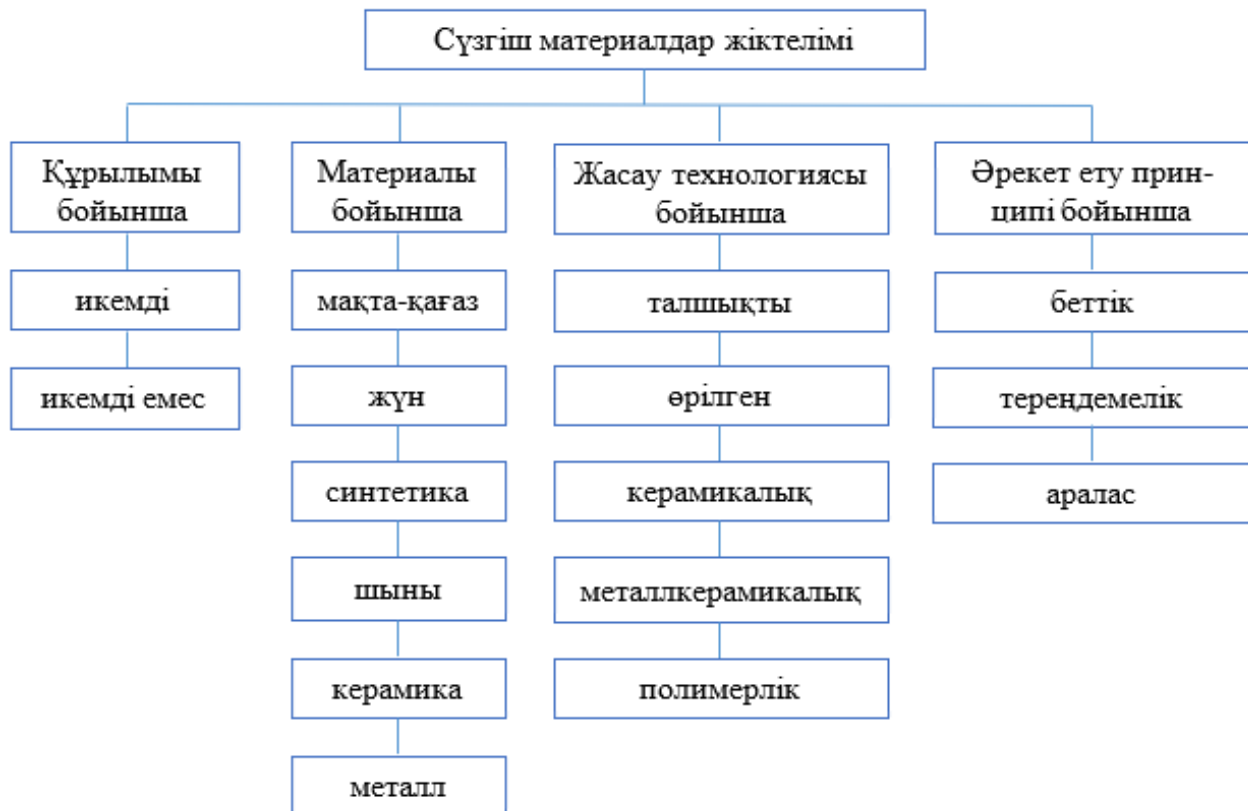 Сүзгіш материалдар жіктелімі
Құрылымы
бойынша
икемді
икемді емес
Материалы
бойынша
мақта-қағаз
жүн
синтетика
шыны
керамика
металл
Жасау технологиясы
бойынша
талшықты
өрілген
керамикалық
металлкерамикалық
полимерлік
Әрекет ету прин-
ципі бойынша
беттік
тереңдемелік
аралас